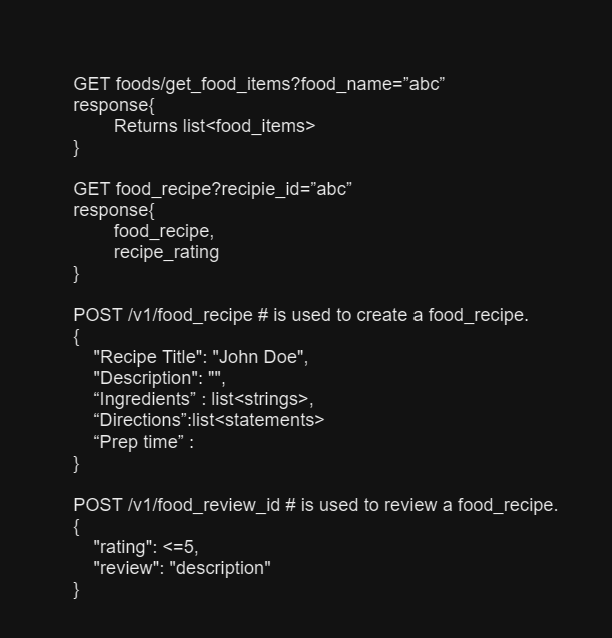 GET foods/get_food_items?food_name=”abc”
response{
Returns list<food_items>
}
GET food_recipe?recipie_id=”abc”
response{
food_recipe,
recipe_rating
}
POST /v1/food_recipe # is used to create a food_recipe.
{
"Recipe Title": "John Doe",
"Description": "",
“Ingredients” : list<strings>,
“Directions”:list<statements>
“Prep time” :
}
POST /v1/food_review_id # is used to review a food_recipe.
{
"rating": <=5,
"review": "description"
}